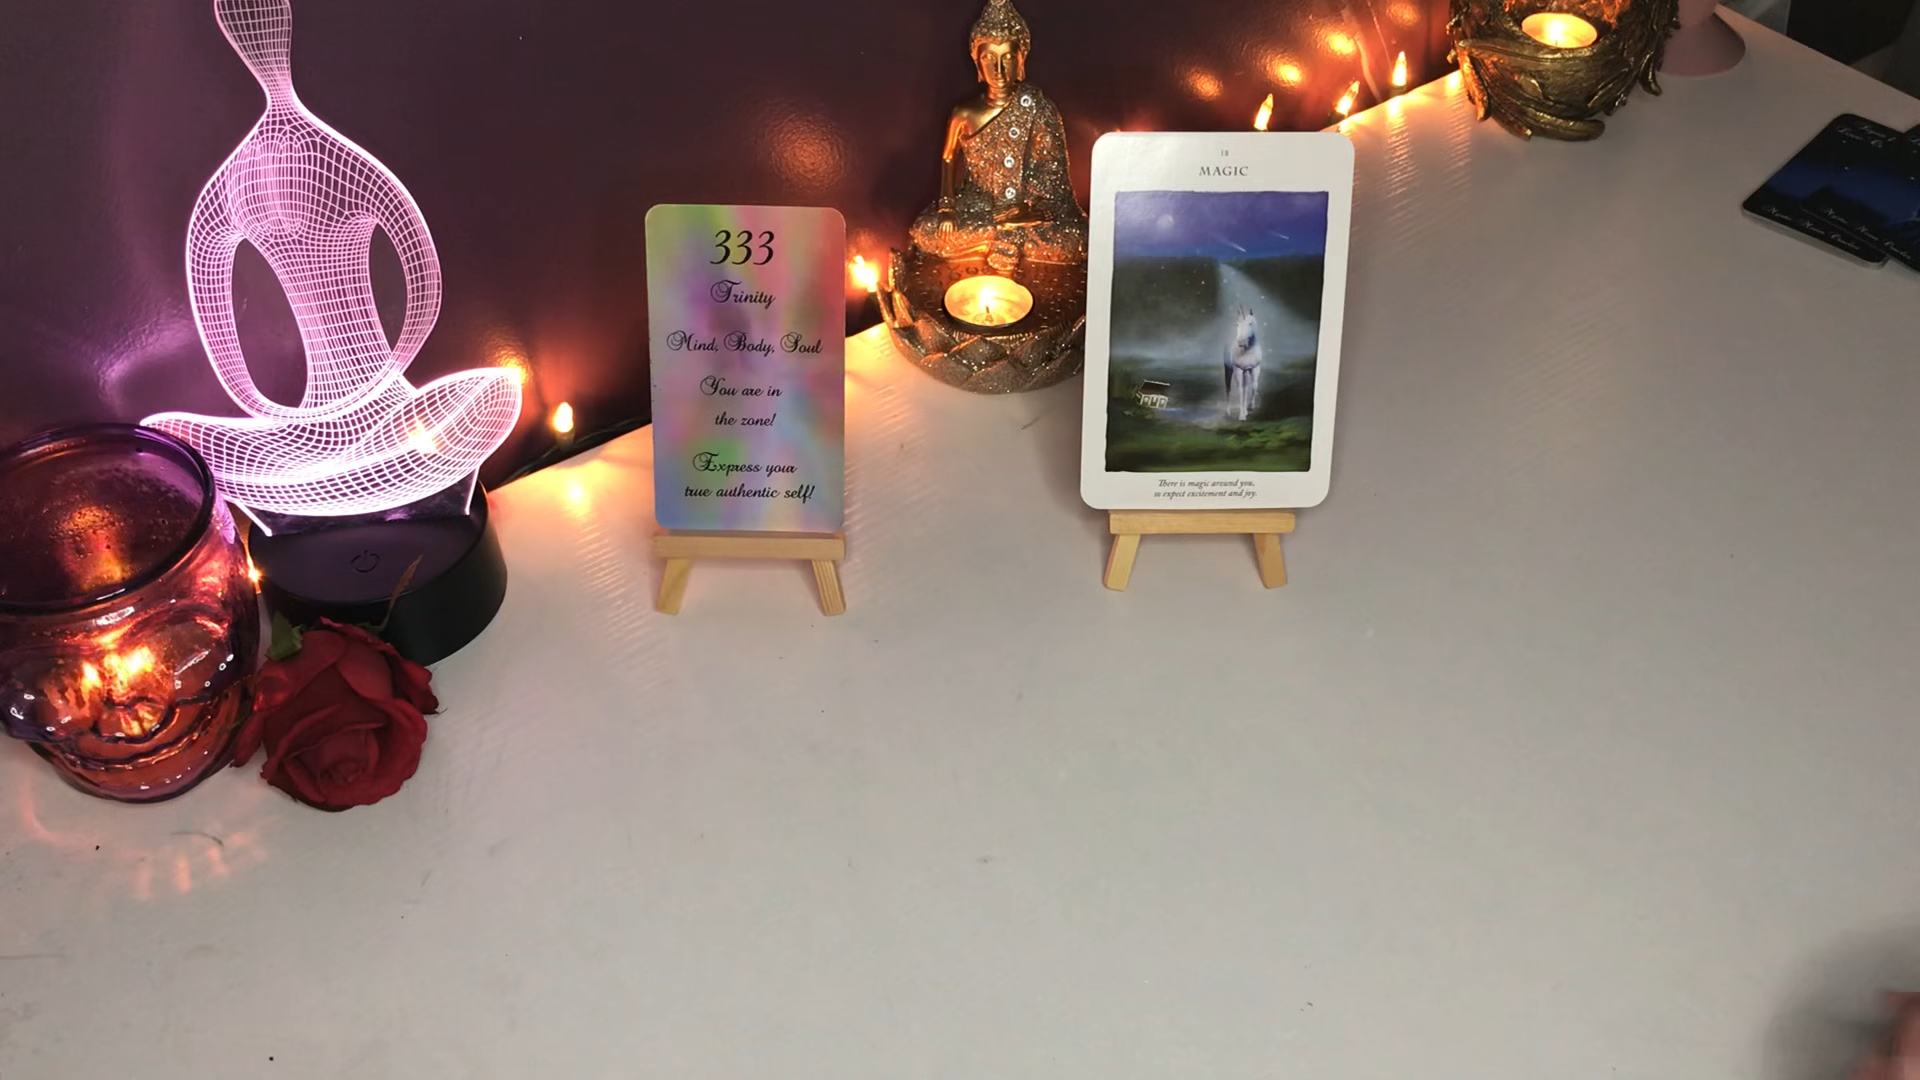 333
Trinity
Mind, Body, Soul
You are in
the zone!
Express your
true authentic self!
18
MAGIC
There is magic around you,
so expect excitement and joy.